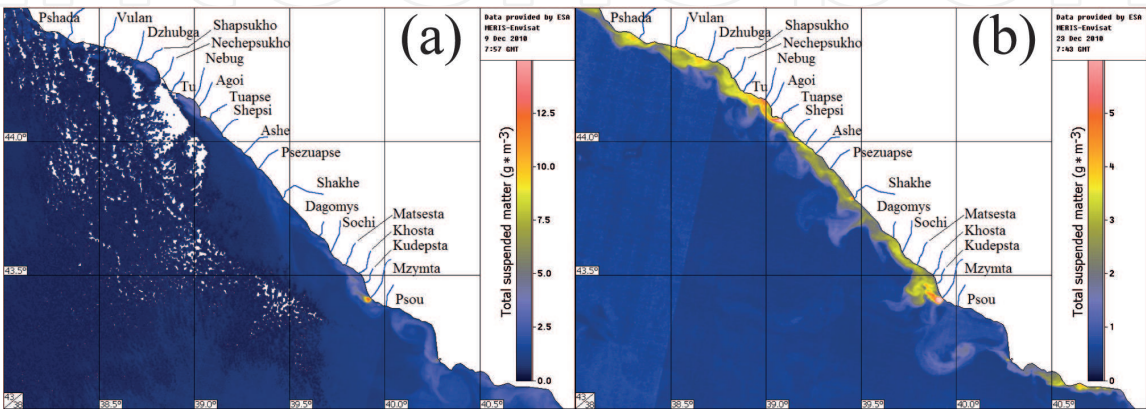 (a)
Data provided by ESA
MERIS-Envisat
9 Dec 2010
7:57 GMT
Pshada
Vulan
Dzhubga
Shapsukho
Nechepsukho
Nebug
Tu
Agoi
Tuapse
Shepsi
Ashe
Psezuapse
Shakhe
Dagomys
Sochi
Matsesta
Khosta
Kudepsta
Mzymta
Psou
44.0°
43.5°
43
38
38.5°
39.0°
39.5°
40.0°
40.5°
Total suspended matter (g * m-3)
12.5
10.0
7.5
5.0
2.5
0.0
(b)
Data provided by ESA
MERIS-Envisat
23 Dec 2010
7:43 GMT
Pshada
Vulan
Dzhubga
Shapsukho
Nechepsukho
Nebug
Tu
Agoi
Tuapse
Shepsi
Ashe
Psezuapse
Shakhe
Dagomys
Sochi
Matsesta
Khosta
Kudepsta
Mzymta
Psou
44.0°
43.5°
43
38
38.5°
39.0°
39.5°
40.0°
40.5°
Total suspended matter (g * m-3)
5
4
3
2
1
0